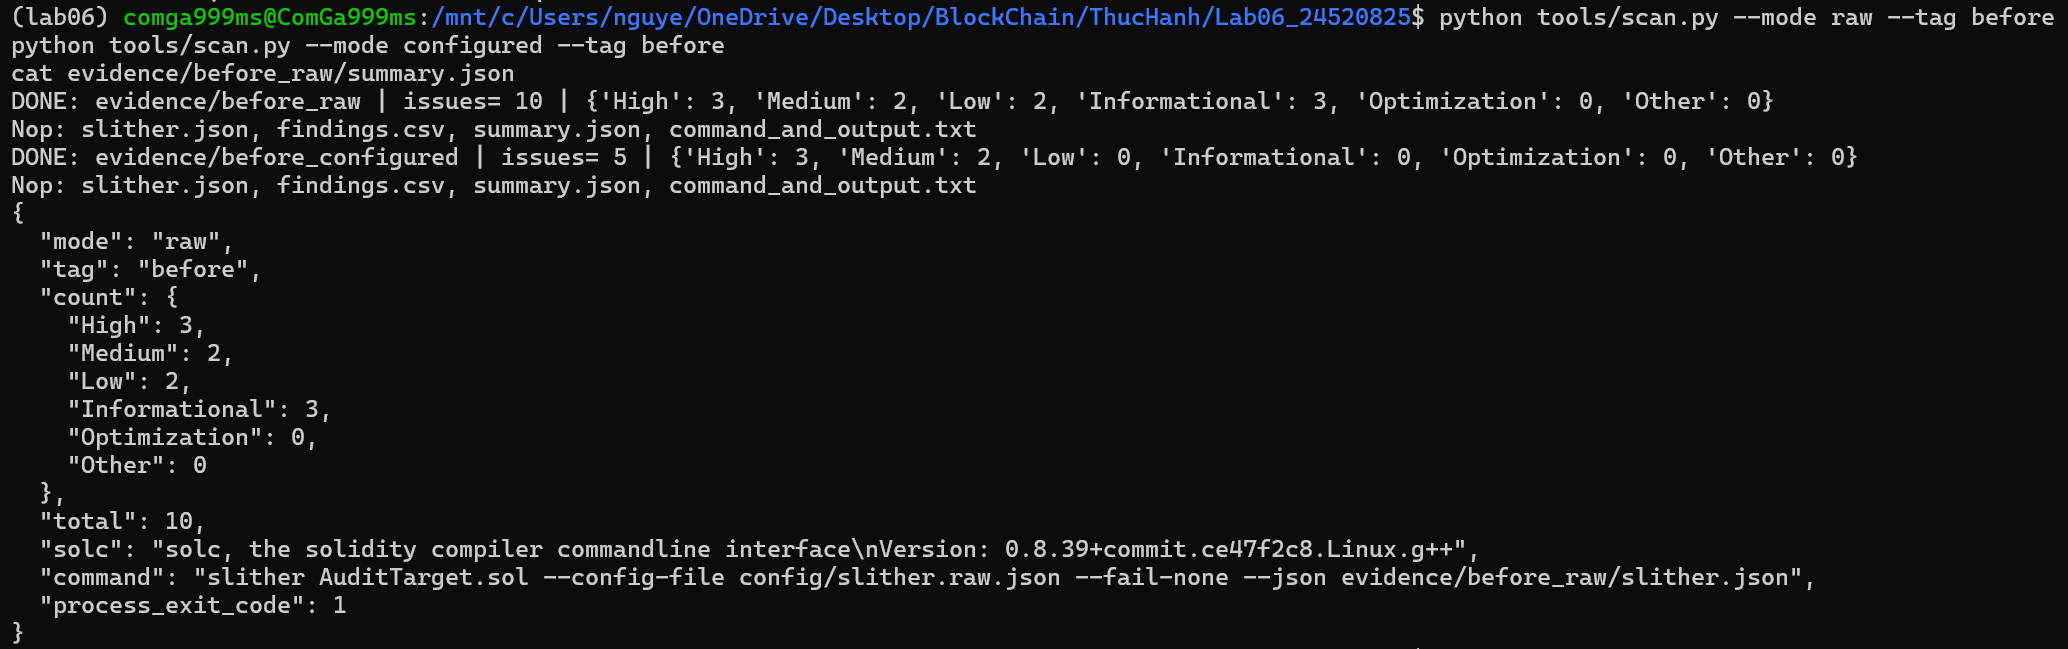 (lab06) comga999ms@ComGa999ms:/mnt/c/Users/nguye/OneDrive/Desktop/BlockChain/ThucHanh/Lab06_24520825$ python tools/scan.py --mode raw --tag before
python tools/scan.py --mode configured --tag before
cat evidence/before_raw/summary.json
DONE: evidence/before_raw | issues= 10 | {'High': 3, 'Medium': 2, 'Low': 2, 'Informational': 3, 'Optimization': 0, 'Other': 0}
Nop: slither.json, findings.csv, summary.json, command_and_output.txt
DONE: evidence/before_configured | issues= 5 | {'High': 3, 'Medium': 2, 'Low': 0, 'Informational': 0, 'Optimization': 0, 'Other': 0}
Nop: slither.json, findings.csv, summary.json, command_and_output.txt
{
  "mode": "raw",
  "tag": "before",
  "count": {
    "High": 3,
    "Medium": 2,
    "Low": 2,
    "Informational": 3,
    "Optimization": 0,
    "Other": 0
  },
  "total": 10,
  "solc": "solc, the solidity compiler commandline interface\nVersion: 0.8.39+commit.ce47f2c8.Linux.g++",
  "command": "slither AuditTarget.sol --config-file config/slither.raw.json --fail-none --json evidence/before_raw/slither.json",
  "process_exit_code": 1
}